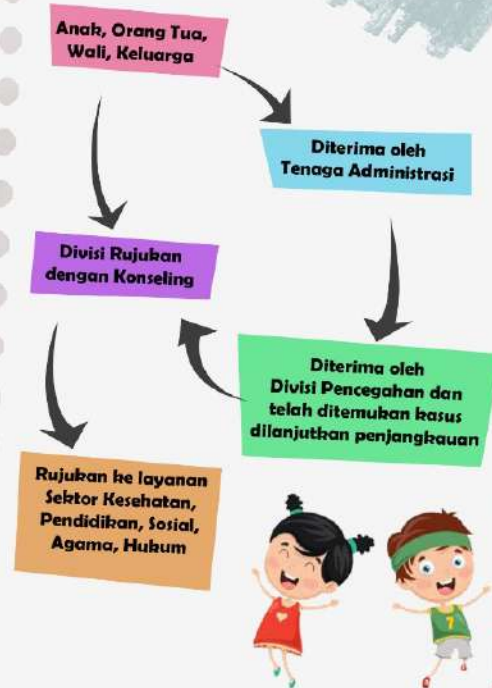 Anak, Orang Tua,
Wali, Keluarga
Diterima oleh
Tenaga Administrasi
Divisi Rujukan
dengan Konseling
Diterima oleh
Divisi Pencegahan dan
telah ditemukan kasus
dilanjutkan penjangkauan
Rujukan ke layanan
Sektor Kesehatan,
Pendidikan, Sosial,
Agama, Hukum
7